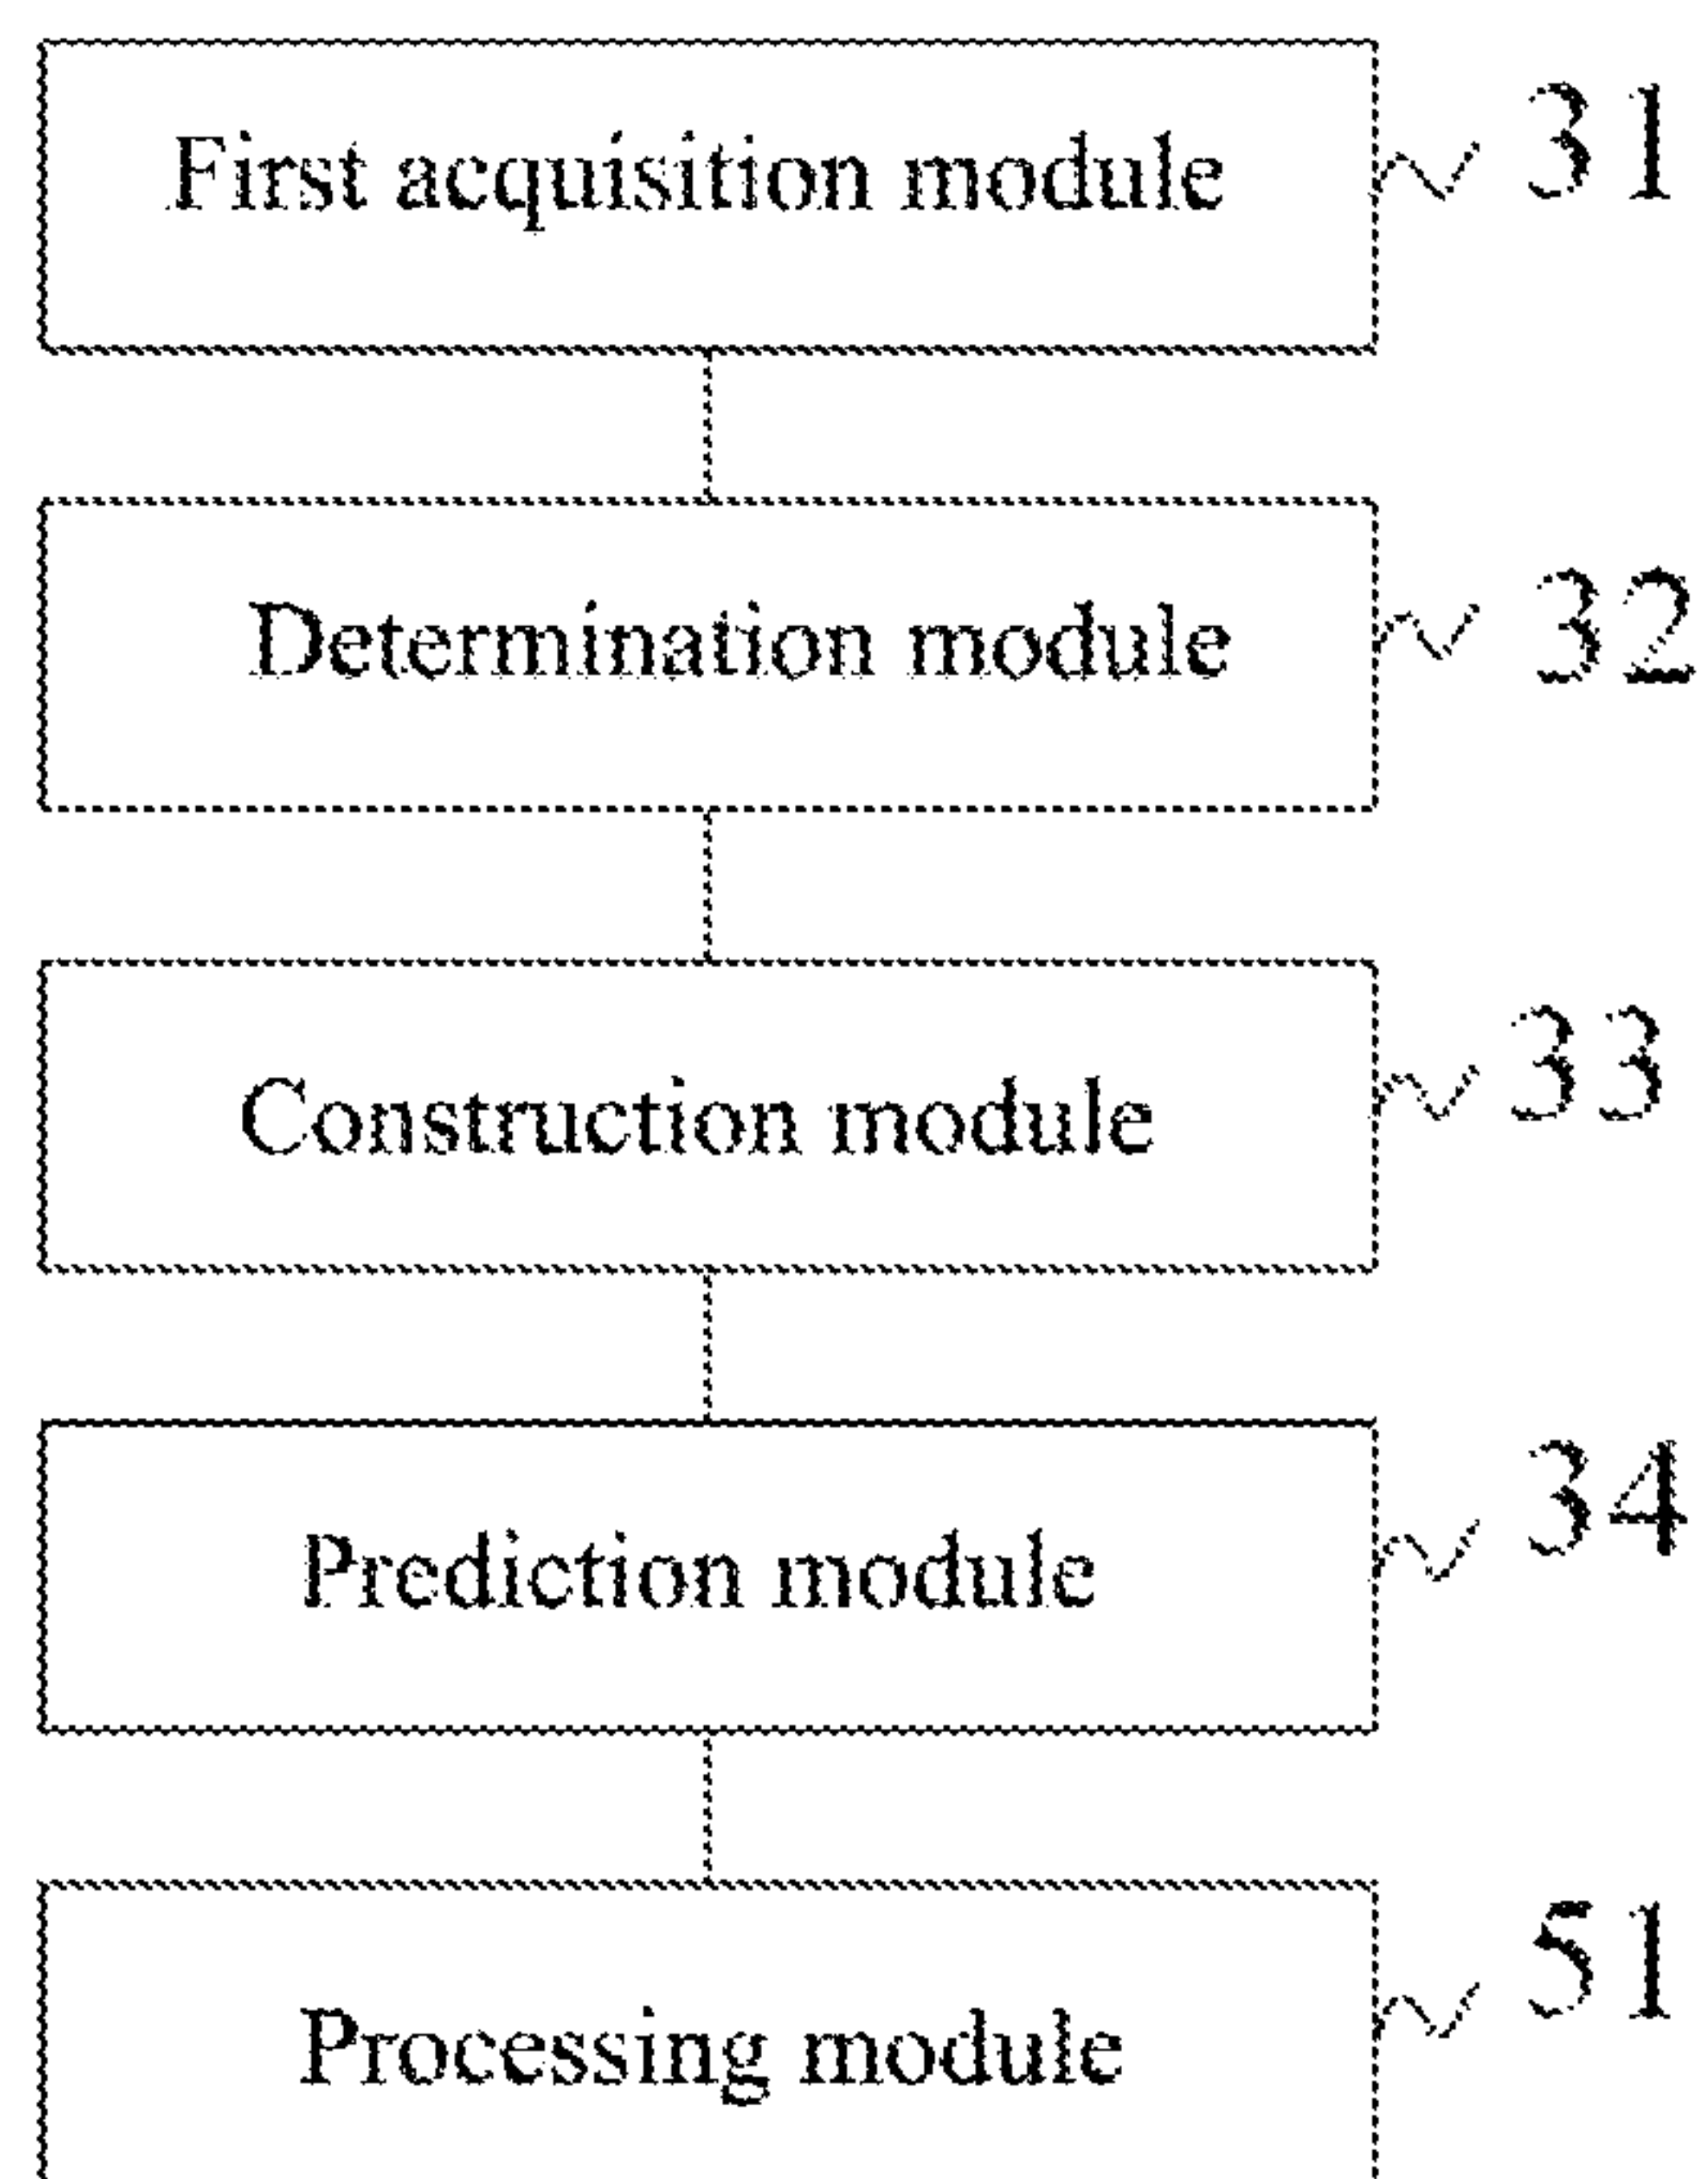 First acquisition module 31
Determination module 32
Construction module 33
Prediction module 34
Processing module 51